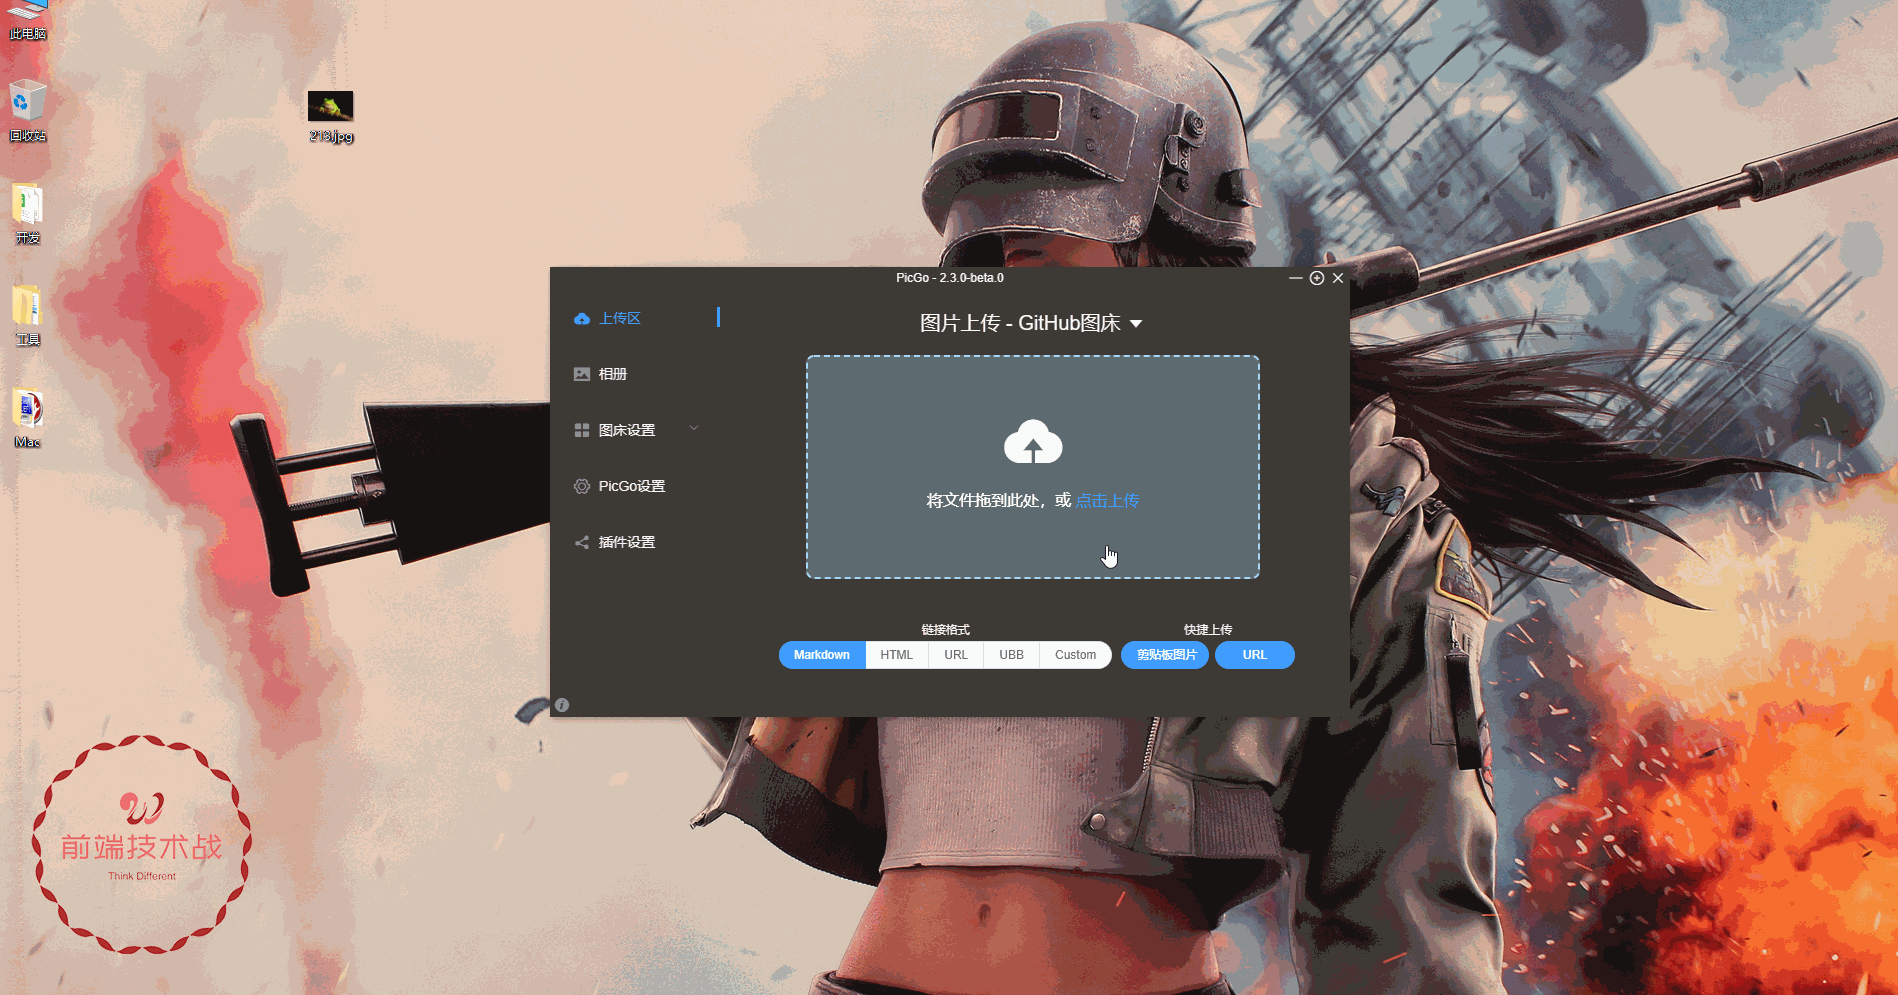 此电脑
回收站
213.jpg
开发
工具
Mac
PicGo - 2.3.0-beta.0
上传区
相册
图床设置
PicGo设置
插件设置
图片上传 - GitHub图床
将文件拖到此处，或 点击上传
链接格式
快捷上传
Markdown HTML URL UBB Custom
剪贴板图片 URL
前端技术战
Think Different